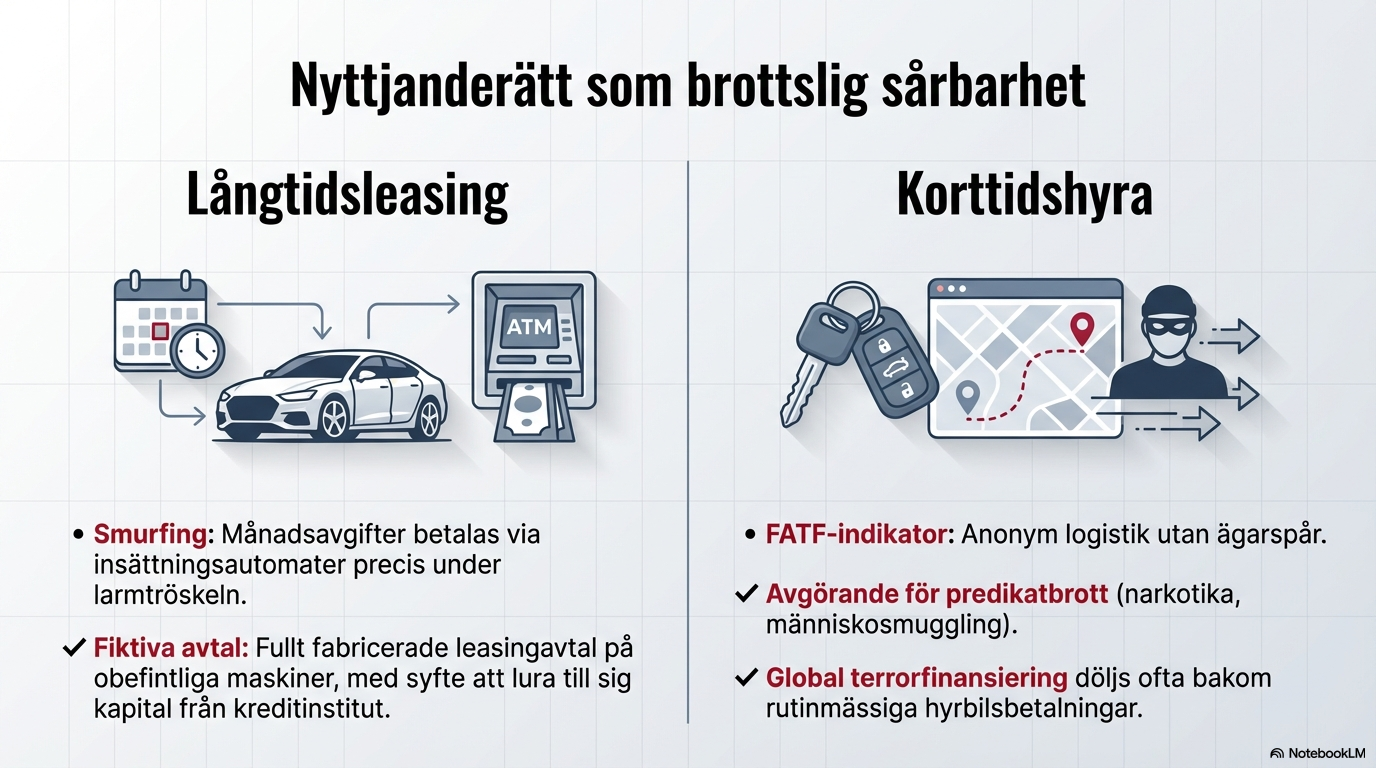 Nyttjanderätt som brottslig sårbarhet
Långtidsleasing
ATM
• Smurfing: Månadsavgifter betalas via
insättningsautomater precis under
larmtröskeln.
✓ Fiktiva avtal: Fullt fabricerade leasingavtal på
obefintliga maskiner, med syfte att lura till sig
kapital från kreditinstitut.
Korttidshyra
• FATF-indikator: Anonym logistik utan ägarspår.
✓ Avgörande för predikatbrott (narkotika,
människosmuggling).
✓ Global terrorfinansiering döljs ofta bakom
rutinmässiga hyrbilsbetalningar.
NotebookLM